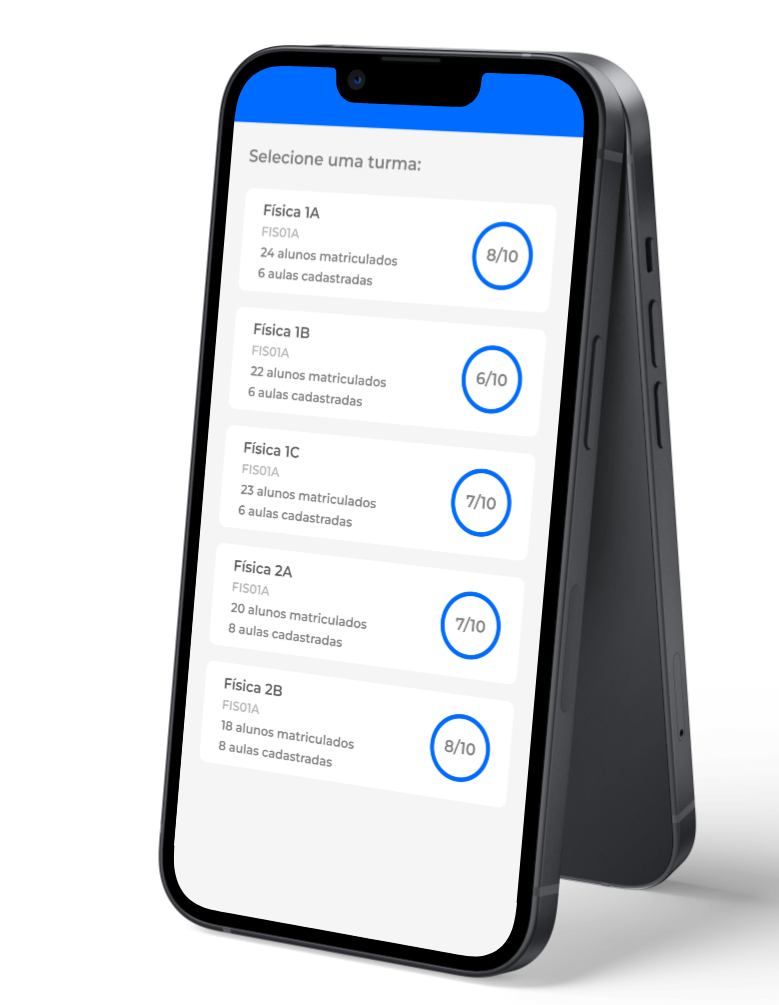 Selecione uma turma:
Física 1A
FIS01A
24 alunos matriculados
6 aulas cadastradas
8/10
Física 1B
FIS01A
22 alunos matriculados
6 aulas cadastradas
6/10
Física 1C
FIS01A
23 alunos matriculados
6 aulas cadastradas
7/10
Física 2A
FIS01A
20 alunos matriculados
8 aulas cadastradas
7/10
Física 2B
FIS01A
18 alunos matriculados
8 aulas cadastradas
8/10